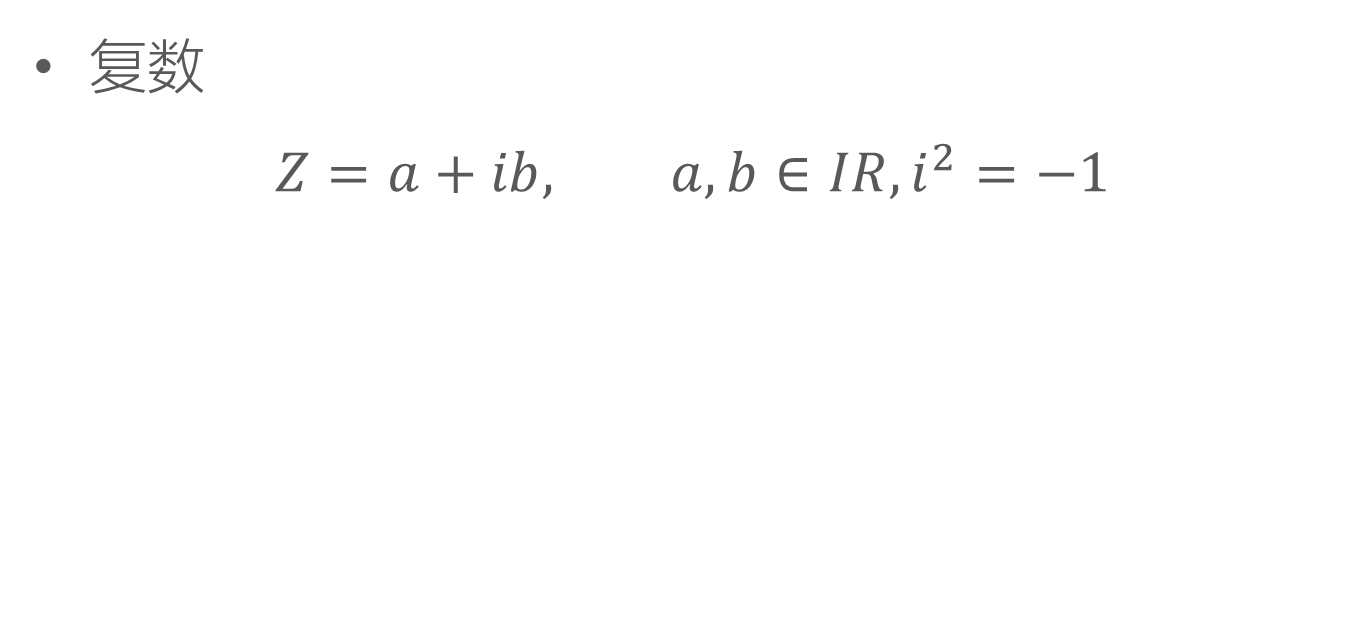 • 复数
Z = a + ib, a, b ∈ IR, i² = −1